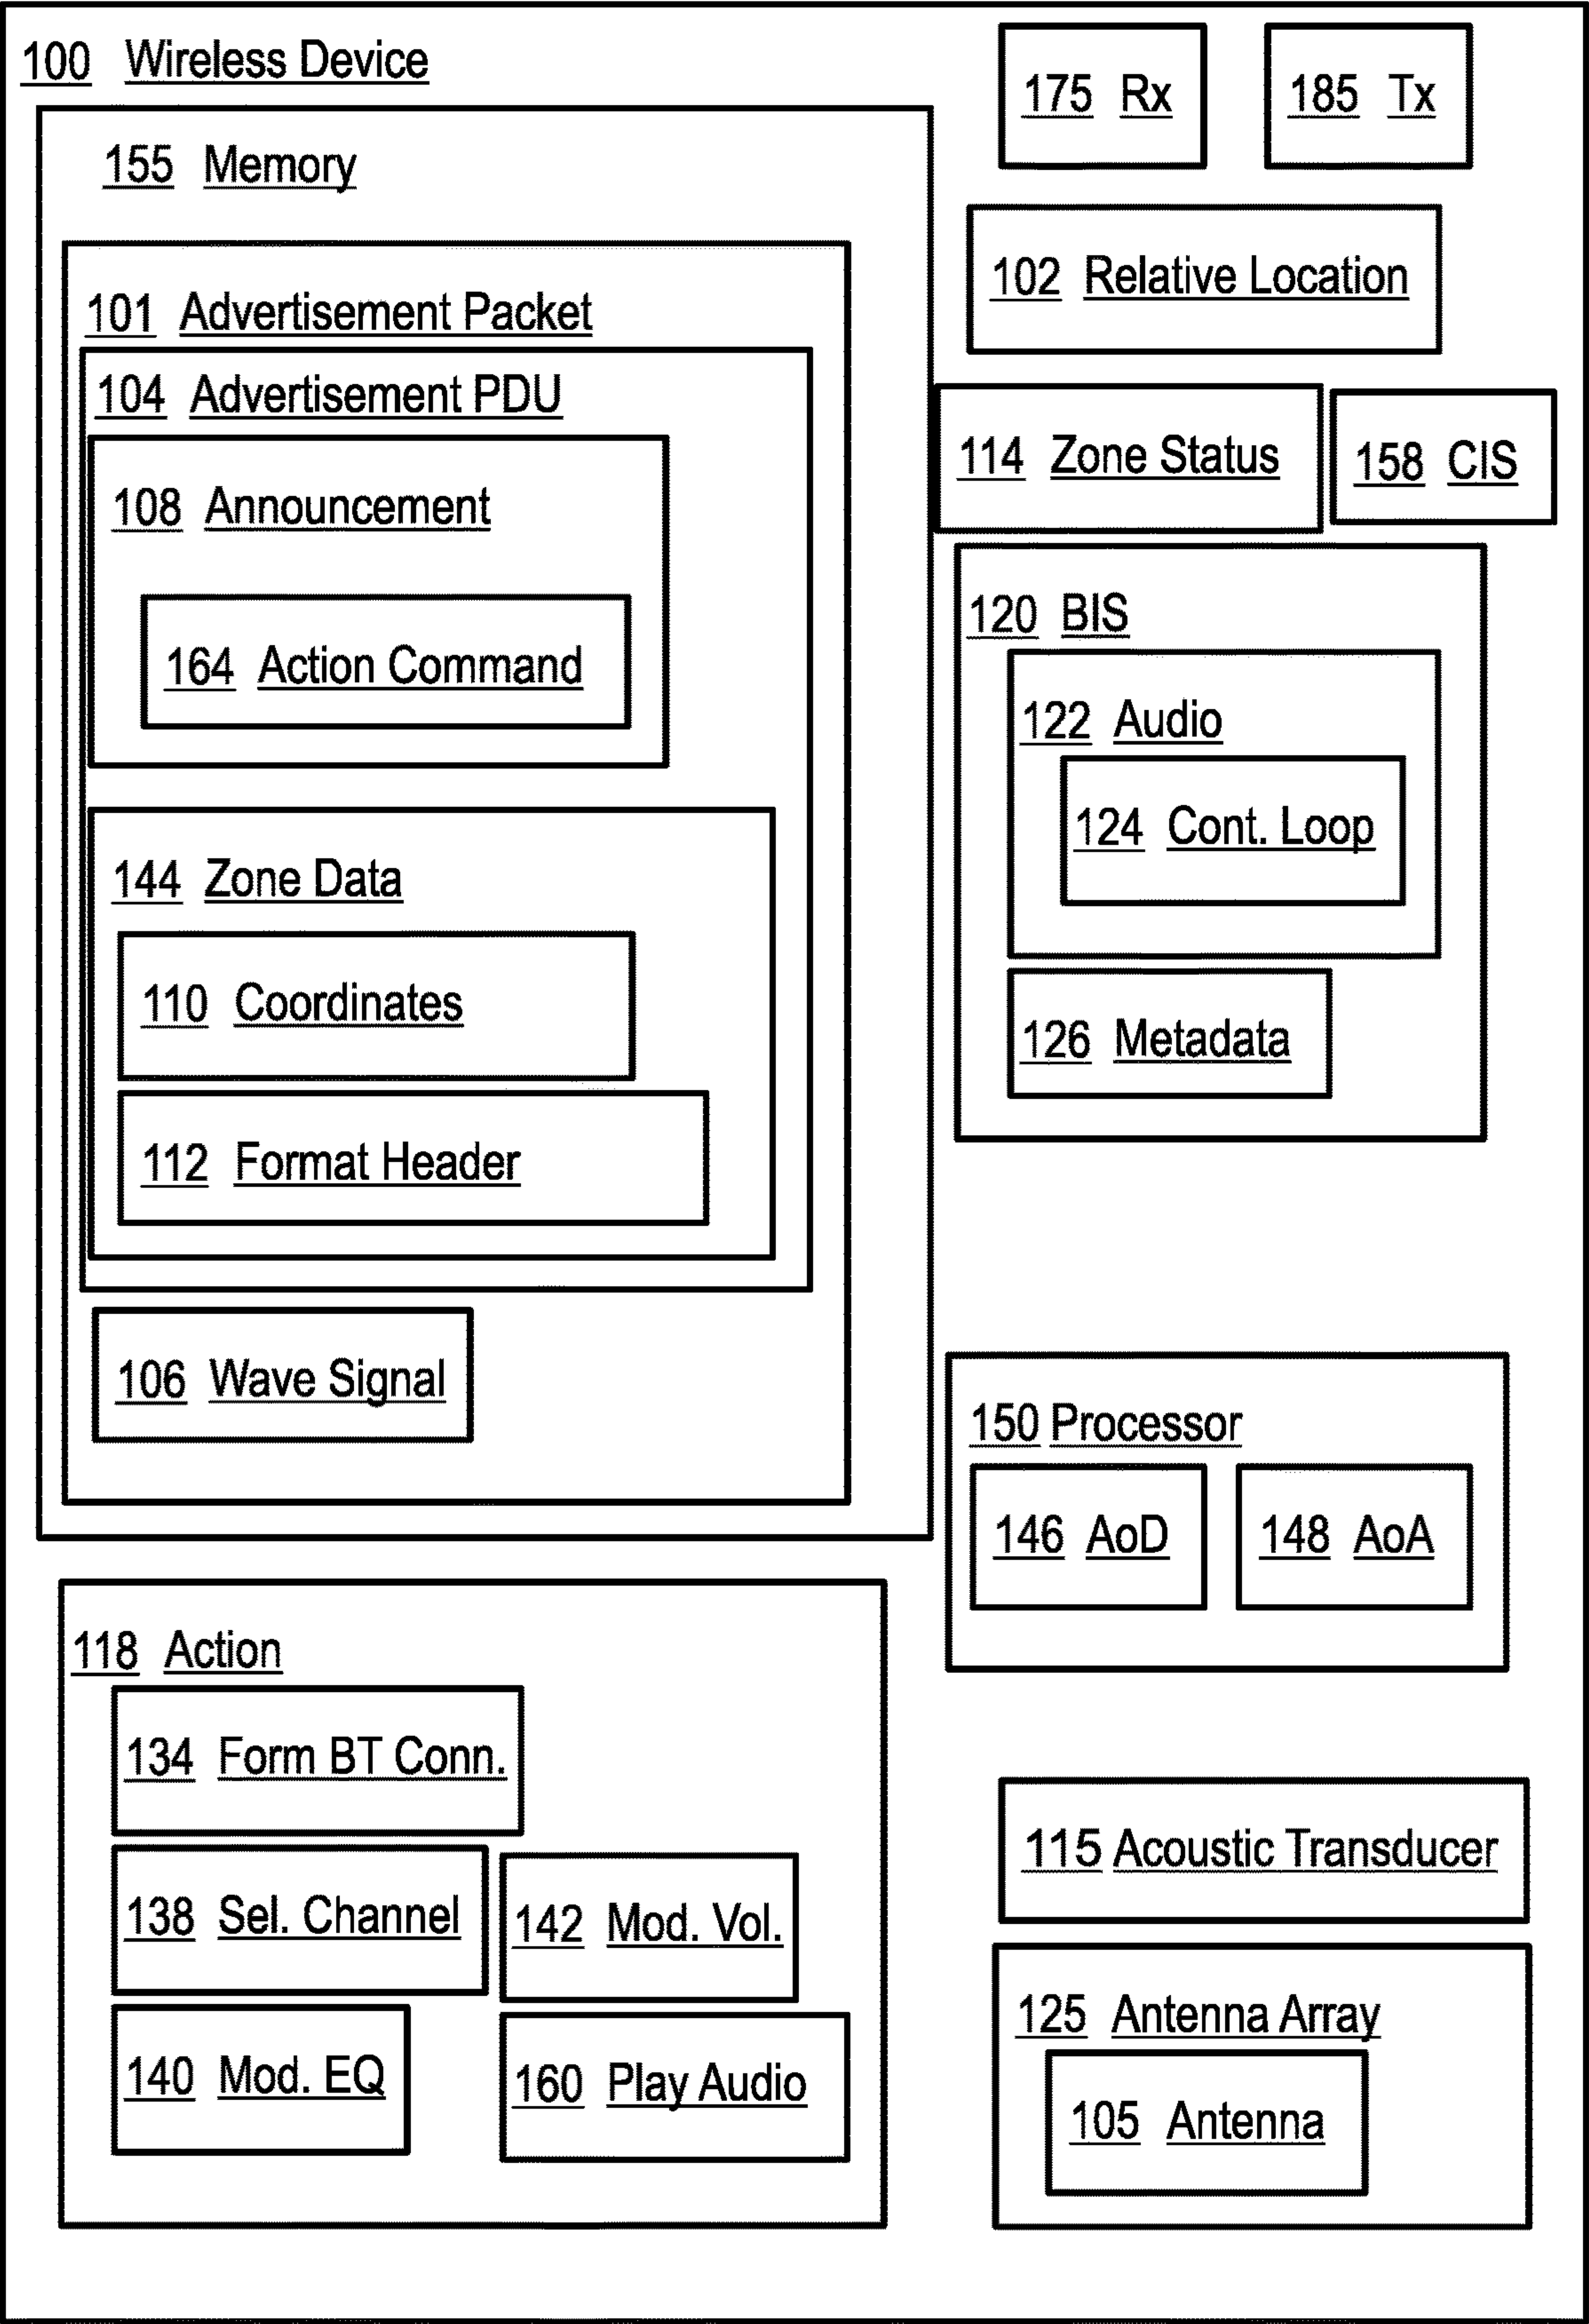 100 Wireless Device
155 Memory
101 Advertisement Packet
104 Advertisement PDU
108 Announcement
164 Action Command
144 Zone Data
110 Coordinates
112 Format Header
106 Wave Signal
118 Action
134 Form BT Conn.
138 Sel. Channel
142 Mod. Vol.
140 Mod. EQ
160 Play Audio
175 Rx
185 Tx
102 Relative Location
114 Zone Status
158 CIS
120 BIS
122 Audio
124 Cont. Loop
126 Metadata
150 Processor
146 AoD
148 AoA
115 Acoustic Transducer
125 Antenna Array
105 Antenna